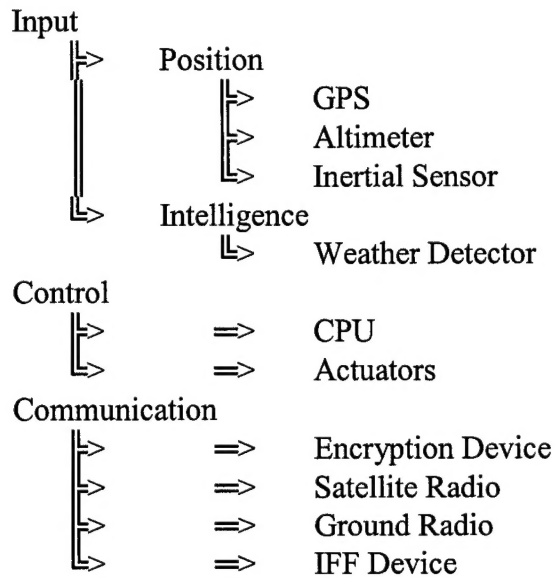 Input
Position
GPS
Altimeter
Inertial Sensor
Intelligence
Weather Detector
Control
CPU
Actuators
Communication
Encryption Device
Satellite Radio
Ground Radio
IFF Device